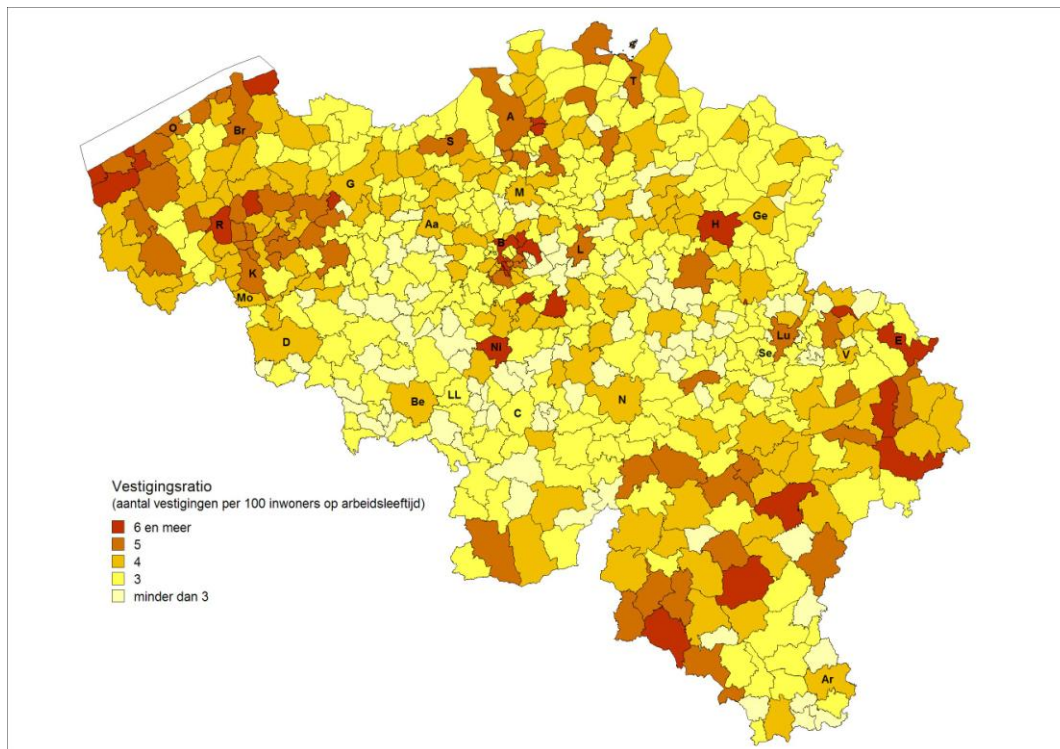 T
A
O
Br
S
G
M
Ge
R
Aa
H
B
L
K
Mo
D
Lu
E
Ni
Se
V
Be
LL
C
N
Vestigingsratio
(aantal vestigingen per 100 inwoners op arbeidsleeftijd)
6 en meer
5
4
3
minder dan 3
Ar